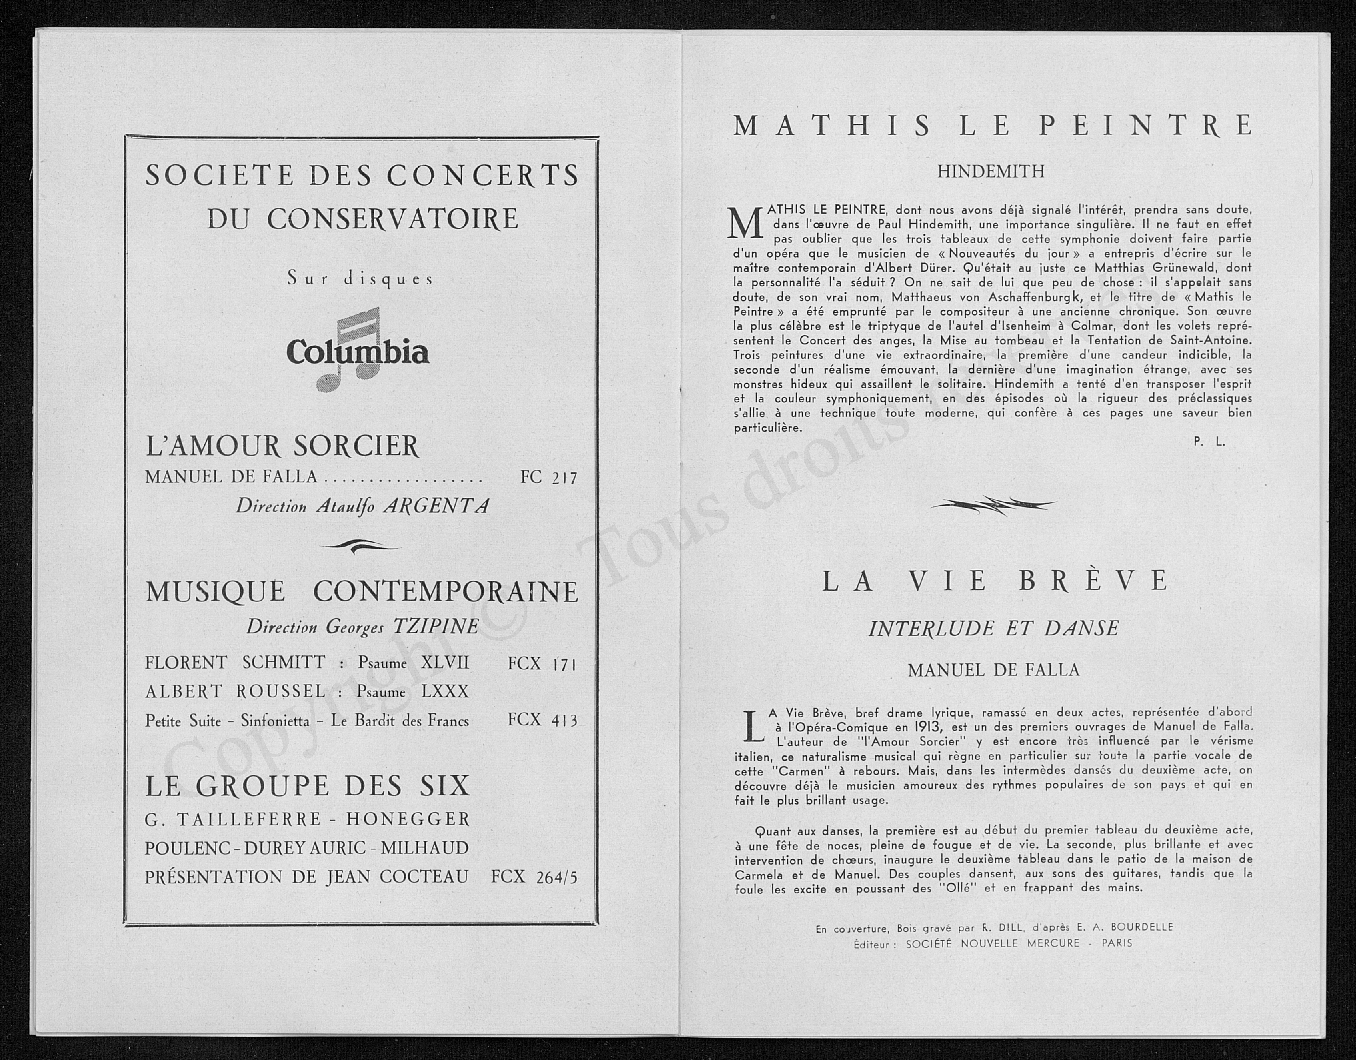 SOCIETE DES CONCERTS
DU CONSERVATOIRE
Sur disques
Columbia
L'AMOUR SORCIER
MANUEL DE FALLA .................. FC 217
Direction Ataulfo ARGENTA
MUSIQUE CONTEMPORAINE
Direction Georges TZIPINE
FLORENT SCHMITT : Psaume XLVII FCX 171
ALBERT ROUSSEL : Psaume LXXX
Petite Suite - Sinfonietta - Le Bardit des Francs FCX 413
LE GROUPE DES SIX
G. TAILLEFERRE - HONEGGER
POULENC - DUREY AURIC - MILHAUD
PRÉSENTATION DE JEAN COCTEAU FCX 264/5
MATHIS LE PEINTRE
HINDEMITH
MATHIS LE PEINTRE, dont nous avons déjà signalé l'intérêt, prendra sans doute,
dans l'œuvre de Paul Hindemith, une importance singulière. Il ne faut en effet
pas oublier que les trois tableaux de cette symphonie doivent faire partie
d'un opéra que le musicien de « Nouveautés du jour » a entrepris d'écrire sur le
maître contemporain d'Albert Dürer. Qu'était au juste ce Matthias Grünewald, dont
la personnalité l'a séduit ? On ne sait de lui que peu de chose : il s'appelait sans
doute, de son vrai nom, Matthaeus von Aschaffenburgk, et le titre de « Mathis le
Peintre » a été emprunté par le compositeur à une ancienne chronique. Son œuvre
la plus célèbre est le triptyque de l'autel d'Isenheim à Colmar, dont les volets repré-
sentent le Concert des anges, la Mise au tombeau et la Tentation de Saint-Antoine.
Trois peintures d'une vie extraordinaire, la première d'une candeur indicible, la
seconde d'un réalisme émouvant, la dernière d'une imagination étrange, avec ses
monstres hideux qui assaillent le solitaire. Hindemith a tenté d'en transposer l'esprit
et la couleur symphoniquement, en des épisodes où la rigueur des préclassiques
s'allie à une technique toute moderne, qui confère à ces pages une saveur bien
particulière.
P. L.
LA VIE BRÈVE
INTERLUDE ET DANSE
MANUEL DE FALLA
LA Vie Brève, bref drame lyrique, ramassé en deux actes, représentée d'abord
à l'Opéra-Comique en 1913, est un des premiers ouvrages de Manuel de Falla.
L'auteur de "l'Amour Sorcier" y est encore très influencé par le vérisme
italien, ce naturalisme musical qui règne en particulier sur toute la partie vocale de
cette "Carmen" à rebours. Mais, dans les intermèdes dansés du deuxième acte, on
découvre déjà le musicien amoureux des rythmes populaires de son pays et qui en
fait le plus brillant usage.
Quant aux danses, la première est au début du premier tableau du deuxième acte,
à une fête de noces, pleine de fougue et de vie. La seconde, plus brillante et avec
intervention de chœurs, inaugure le deuxième tableau dans le patio de la maison de
Carmela et de Manuel. Des couples dansent, aux sons des guitares, tandis que la
foule les excite en poussant des "Ollé" et en frappant des mains.
En couverture, Bois gravé par R. DILL, d'après E. A. BOURDELLE
Éditeur : SOCIÉTÉ NOUVELLE MERCURE - PARIS
Copyright © Tous droits